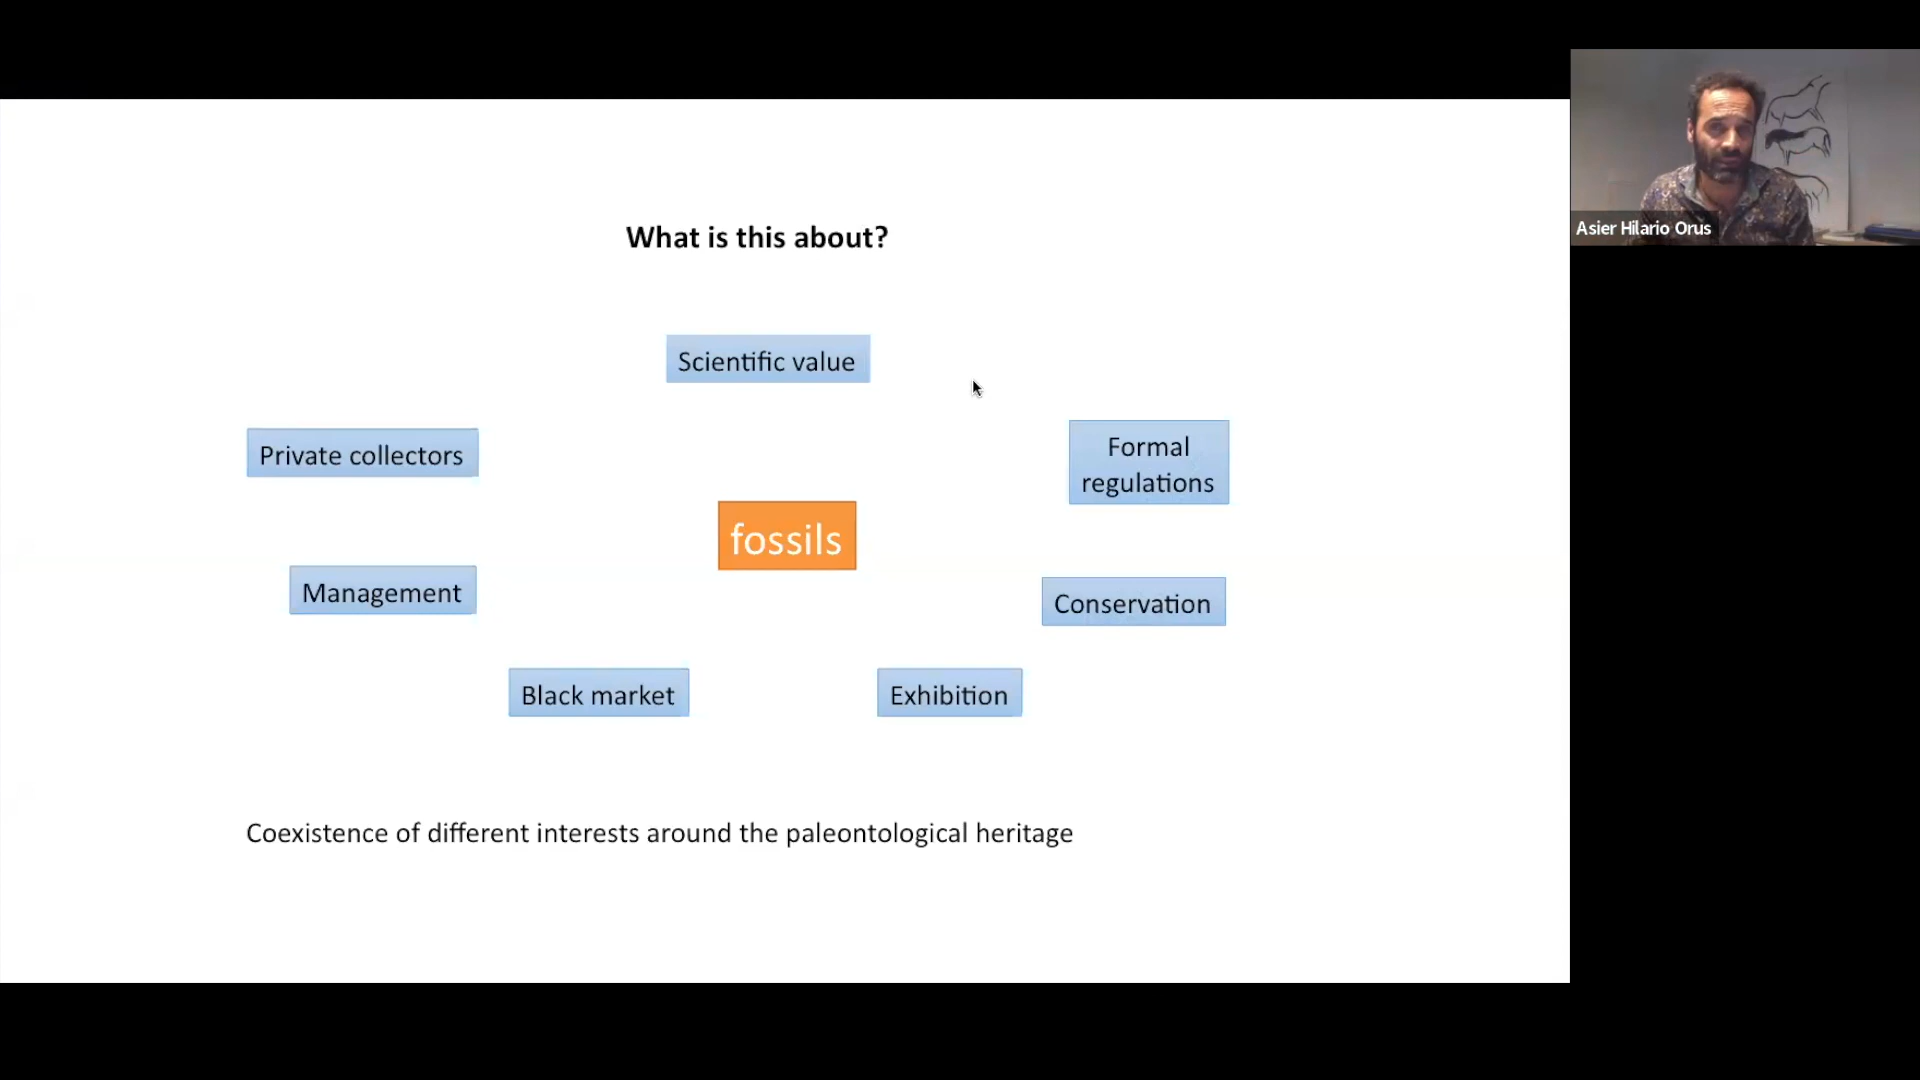 What is this about?
Scientific value
Private collectors
Formal
regulations
fossils
Management
Conservation
Black market
Exhibition
Coexistence of different interests around the paleontological heritage
Asier Hilario Orus